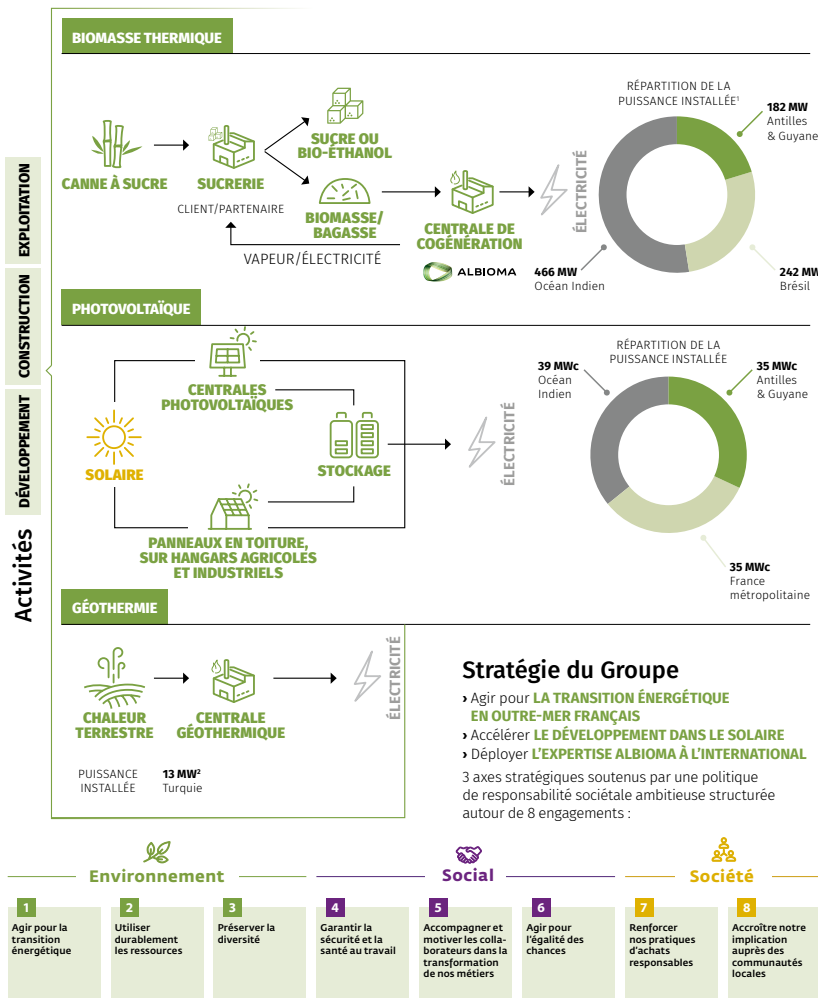 Activités
DÉVELOPPEMENT
CONSTRUCTION
EXPLOITATION
BIOMASSE THERMIQUE
CANNE À SUCRE
SUCRERIE
CLIENT/PARTENAIRE
SUCRE OU
BIO-ÉTHANOL
BIOMASSE/
BAGASSE
VAPEUR/ÉLECTRICITÉ
CENTRALE DE
COGÉNÉRATION
ALBIOMA
ÉLECTRICITÉ
RÉPARTITION DE LA
PUISSANCE INSTALLÉE¹
182 MW
Antilles
& Guyane
466 MW
Océan Indien
242 MW
Brésil
PHOTOVOLTAÏQUE
SOLAIRE
CENTRALES
PHOTOVOLTAÏQUES
STOCKAGE
PANNEAUX EN TOITURE,
SUR HANGARS AGRICOLES
ET INDUSTRIELS
ÉLECTRICITÉ
RÉPARTITION DE LA
PUISSANCE INSTALLÉE
39 MWc
Océan
Indien
35 MWc
Antilles
& Guyane
35 MWc
France
métropolitaine
GÉOTHERMIE
CHALEUR
TERRESTRE
CENTRALE
GÉOTHERMIQUE
ÉLECTRICITÉ
PUISSANCE
INSTALLÉE
13 MW²
Turquie
Stratégie du Groupe
› Agir pour LA TRANSITION ÉNERGÉTIQUE
EN OUTRE-MER FRANÇAIS
› Accélérer LE DÉVELOPPEMENT DANS LE SOLAIRE
› Déployer L'EXPERTISE ALBIOMA À L'INTERNATIONAL
3 axes stratégiques soutenus par une politique
de responsabilité sociétale ambitieuse structurée
autour de 8 engagements :
Environnement
1
Agir pour la
transition
énergétique
2
Utiliser
durablement
les ressources
3
Préserver la
diversité
Social
4
Garantir la
sécurité et la
santé au travail
5
Accompagner et
motiver les colla-
borateurs dans la
transformation
de nos métiers
6
Agir pour
l'égalité des
chances
Société
7
Renforcer
nos pratiques
d'achats
responsables
8
Accroître notre
implication
auprès des
communautés
locales